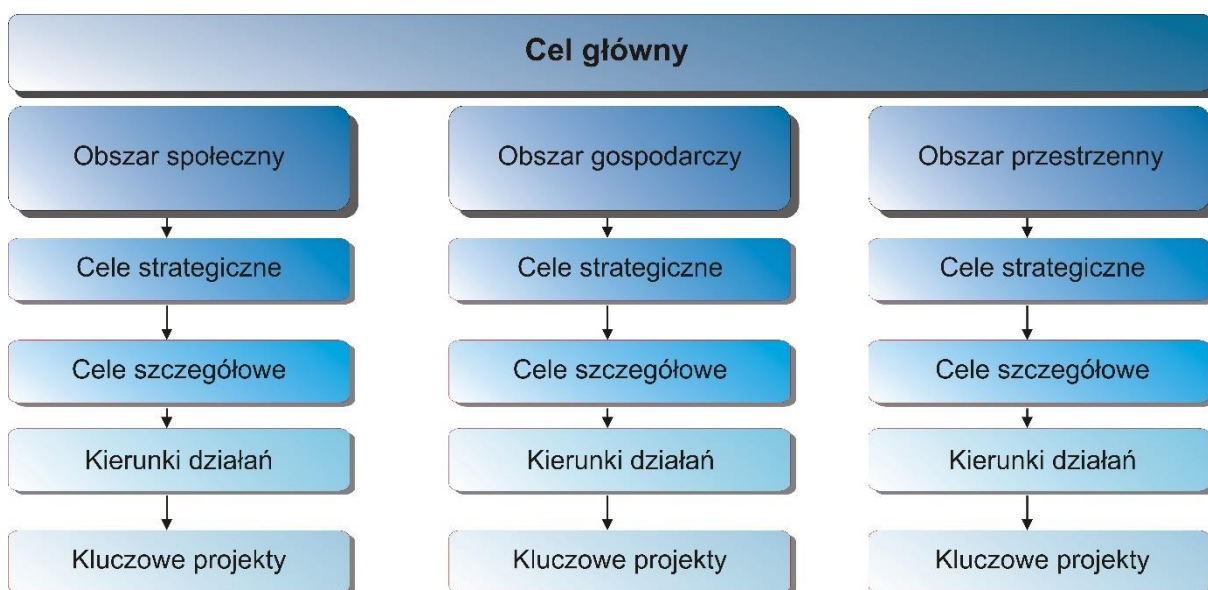 Cel główny
Obszar społeczny
Obszar gospodarczy
Obszar przestrzenny
Cele strategiczne
Cele strategiczne
Cele strategiczne
Cele szczegółowe
Cele szczegółowe
Cele szczegółowe
Kierunki działań
Kierunki działań
Kierunki działań
Kluczowe projekty
Kluczowe projekty
Kluczowe projekty